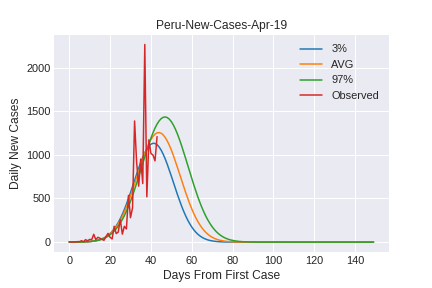 Peru-New-Cases-Apr-19
3%
AVG
97%
Observed
2000
1500
1000
500
0
Daily New Cases
0 20 40 60 80 100 120 140
Days From First Case